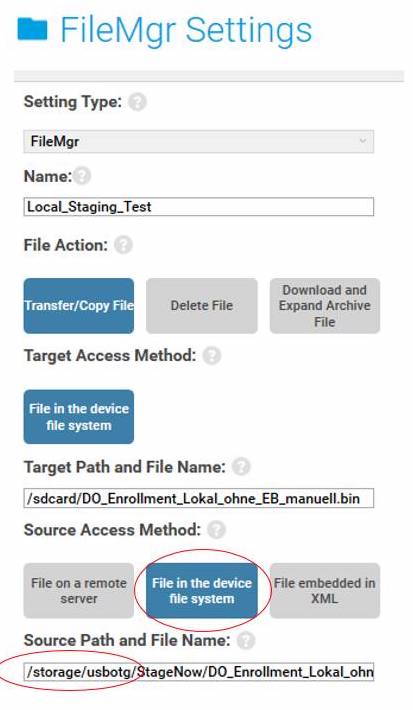 FileMgr Settings
Setting Type: ?
FileMgr
Name: ?
Local_Staging_Test
File Action: ?
Transfer/Copy File
Delete File
Download and
Expand Archive
File
Target Access Method: ?
File in the device
file system
Target Path and File Name: ?
/sdcard/DO_Enrollment_Lokal_ohne_EB_manuell.bin
Source Access Method: ?
File on a remote
server
File in the device
file system
File embedded in
XML
Source Path and File Name: ?
/storage/usbotg/StageNow/DO_Enrollment_Lokal_ohn